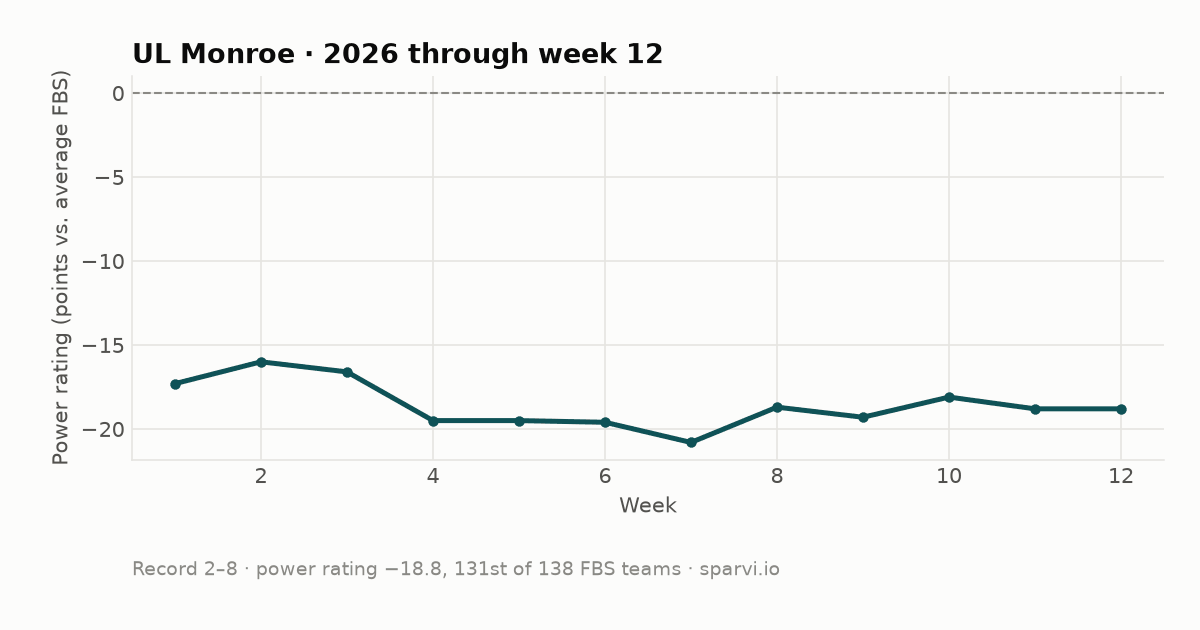 UL Monroe · 2026 through week 12
Power rating (points vs. average FBS)
0
−5
−10
−15
−20
2 4 6 8 10 12
Week
Record 2–8 · power rating −18.8, 131st of 138 FBS teams · sparvi.io